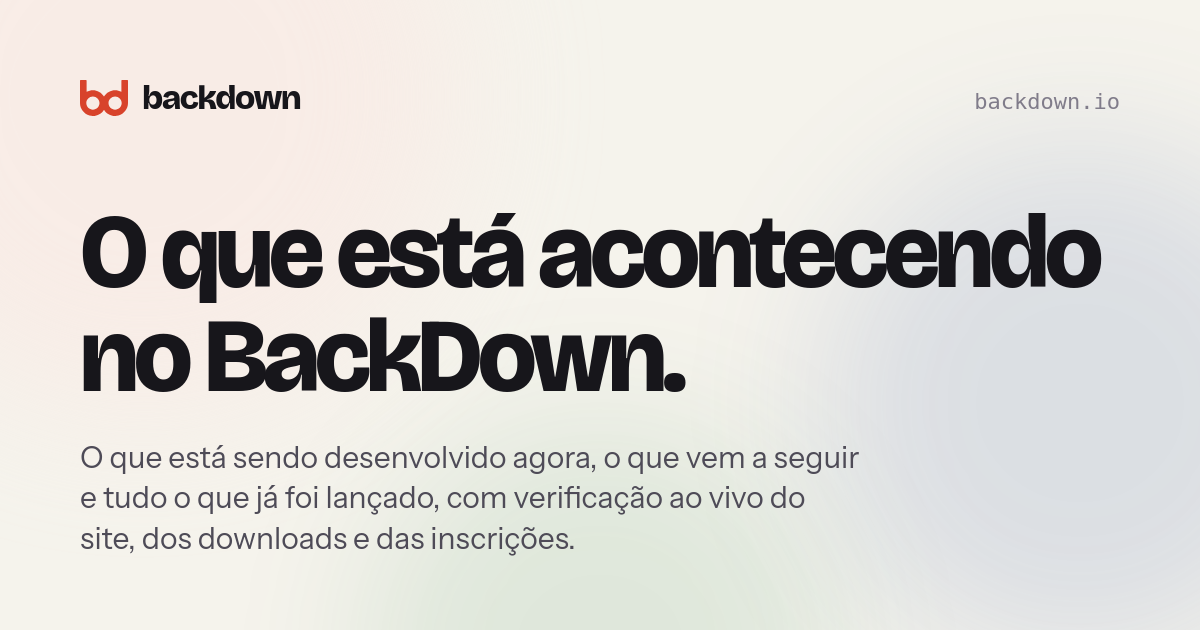 backdown
backdown.io
O que está acontecendo
no BackDown.
O que está sendo desenvolvido agora, o que vem a seguir
e tudo o que já foi lançado, com verificação ao vivo do
site, dos downloads e das inscrições.